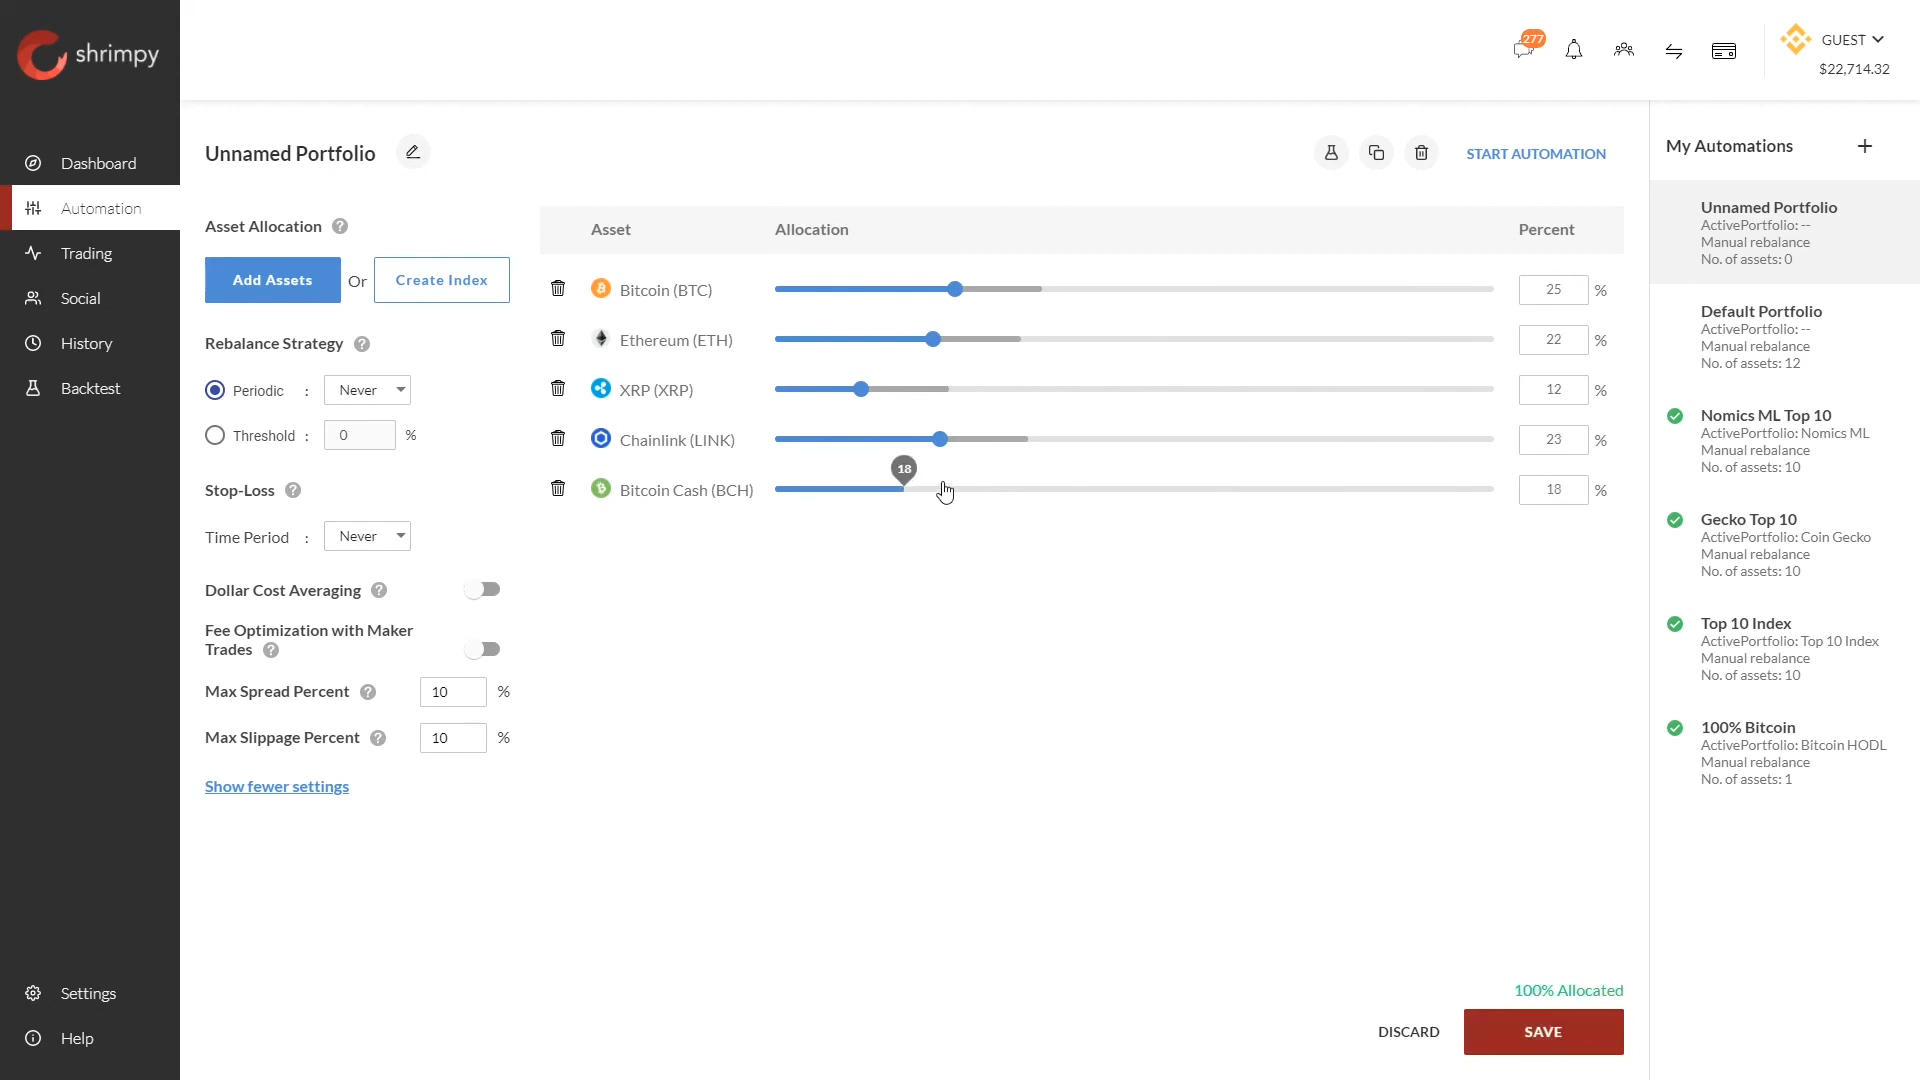 shrimpy
277
GUEST
$22,714.32
Dashboard
Automation
Trading
Social
History
Backtest
Settings
Help
Unnamed Portfolio
START AUTOMATION
Asset Allocation ?
Add Assets Or Create Index
Rebalance Strategy ?
Periodic : Never
Threshold : 0 %
Stop-Loss ?
Time Period : Never
Dollar Cost Averaging ?
Fee Optimization with Maker
Trades ?
Max Spread Percent ? 10 %
Max Slippage Percent ? 10 %
Show fewer settings
Asset Allocation Percent
Bitcoin (BTC) 25 %
Ethereum (ETH) 22 %
XRP (XRP) 12 %
Chainlink (LINK) 23 %
18
Bitcoin Cash (BCH) 18 %
100% Allocated
DISCARD SAVE
My Automations +
Unnamed Portfolio
ActivePortfolio: --
Manual rebalance
No. of assets: 0
Default Portfolio
ActivePortfolio: --
Manual rebalance
No. of assets: 12
Nomics ML Top 10
ActivePortfolio: Nomics ML
Manual rebalance
No. of assets: 10
Gecko Top 10
ActivePortfolio: Coin Gecko
Manual rebalance
No. of assets: 10
Top 10 Index
ActivePortfolio: Top 10 Index
Manual rebalance
No. of assets: 10
100% Bitcoin
ActivePortfolio: Bitcoin HODL
Manual rebalance
No. of assets: 1